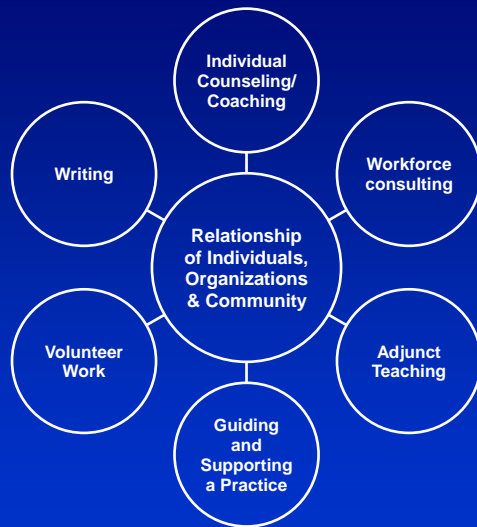 Individual
Counseling/
Coaching
Writing
Workforce
consulting
Relationship
of Individuals,
Organizations
& Community
Volunteer
Work
Adjunct
Teaching
Guiding
and
Supporting
a Practice